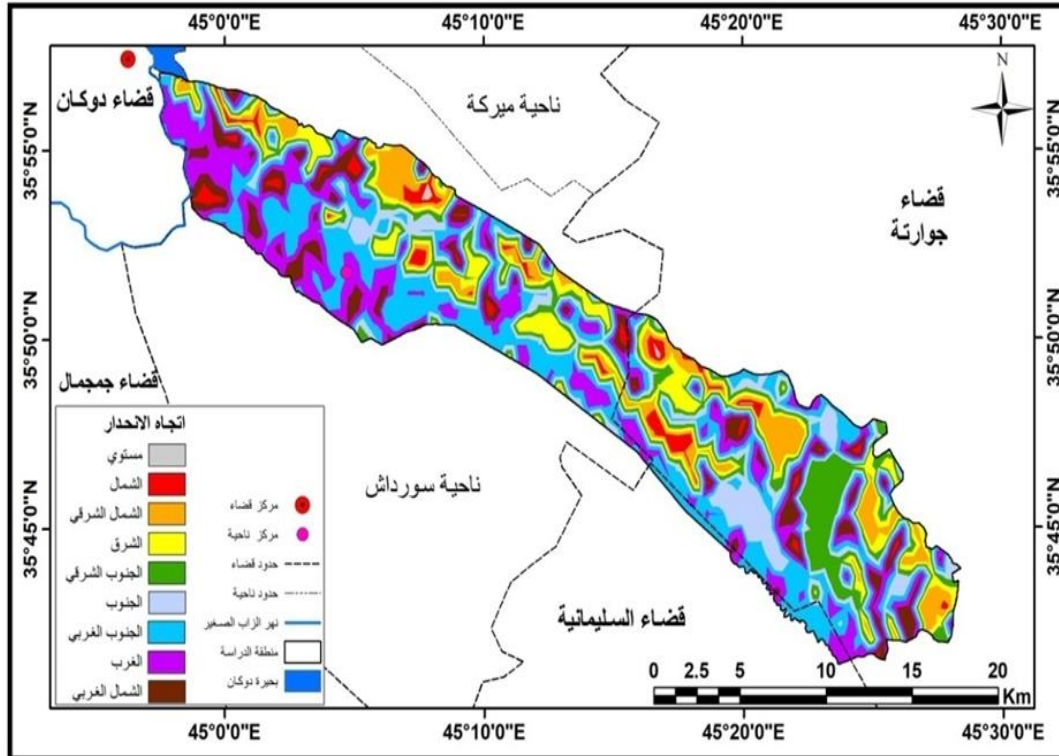 45°0'0"E
45°10'0"E
45°20'0"E
45°30'0"E
N
35°55'0"N
35°50'0"N
35°45'0"N
35°55'0"N
35°50'0"N
35°45'0"N
قضاء دوكان
ناحية ميركة
قضاء
جوارتة
قضاء جمجمال
ناحية سورداش
قضاء السليمانية
اتجاه الانحدار
مستوي
الشمال
الشمال الشرقي
الشرق
الجنوب الشرقي
الجنوب
الجنوب الغربي
الغرب
الشمال الغربي
مركز قضاء
مركز ناحية
حدود قضاء
حدود ناحية
نهر الزاب الصغير
منطقة الدراسة
بحيرة دوكان
0 2.5 5 10 15 20
Km
45°0'0"E
45°10'0"E
45°20'0"E
45°30'0"E